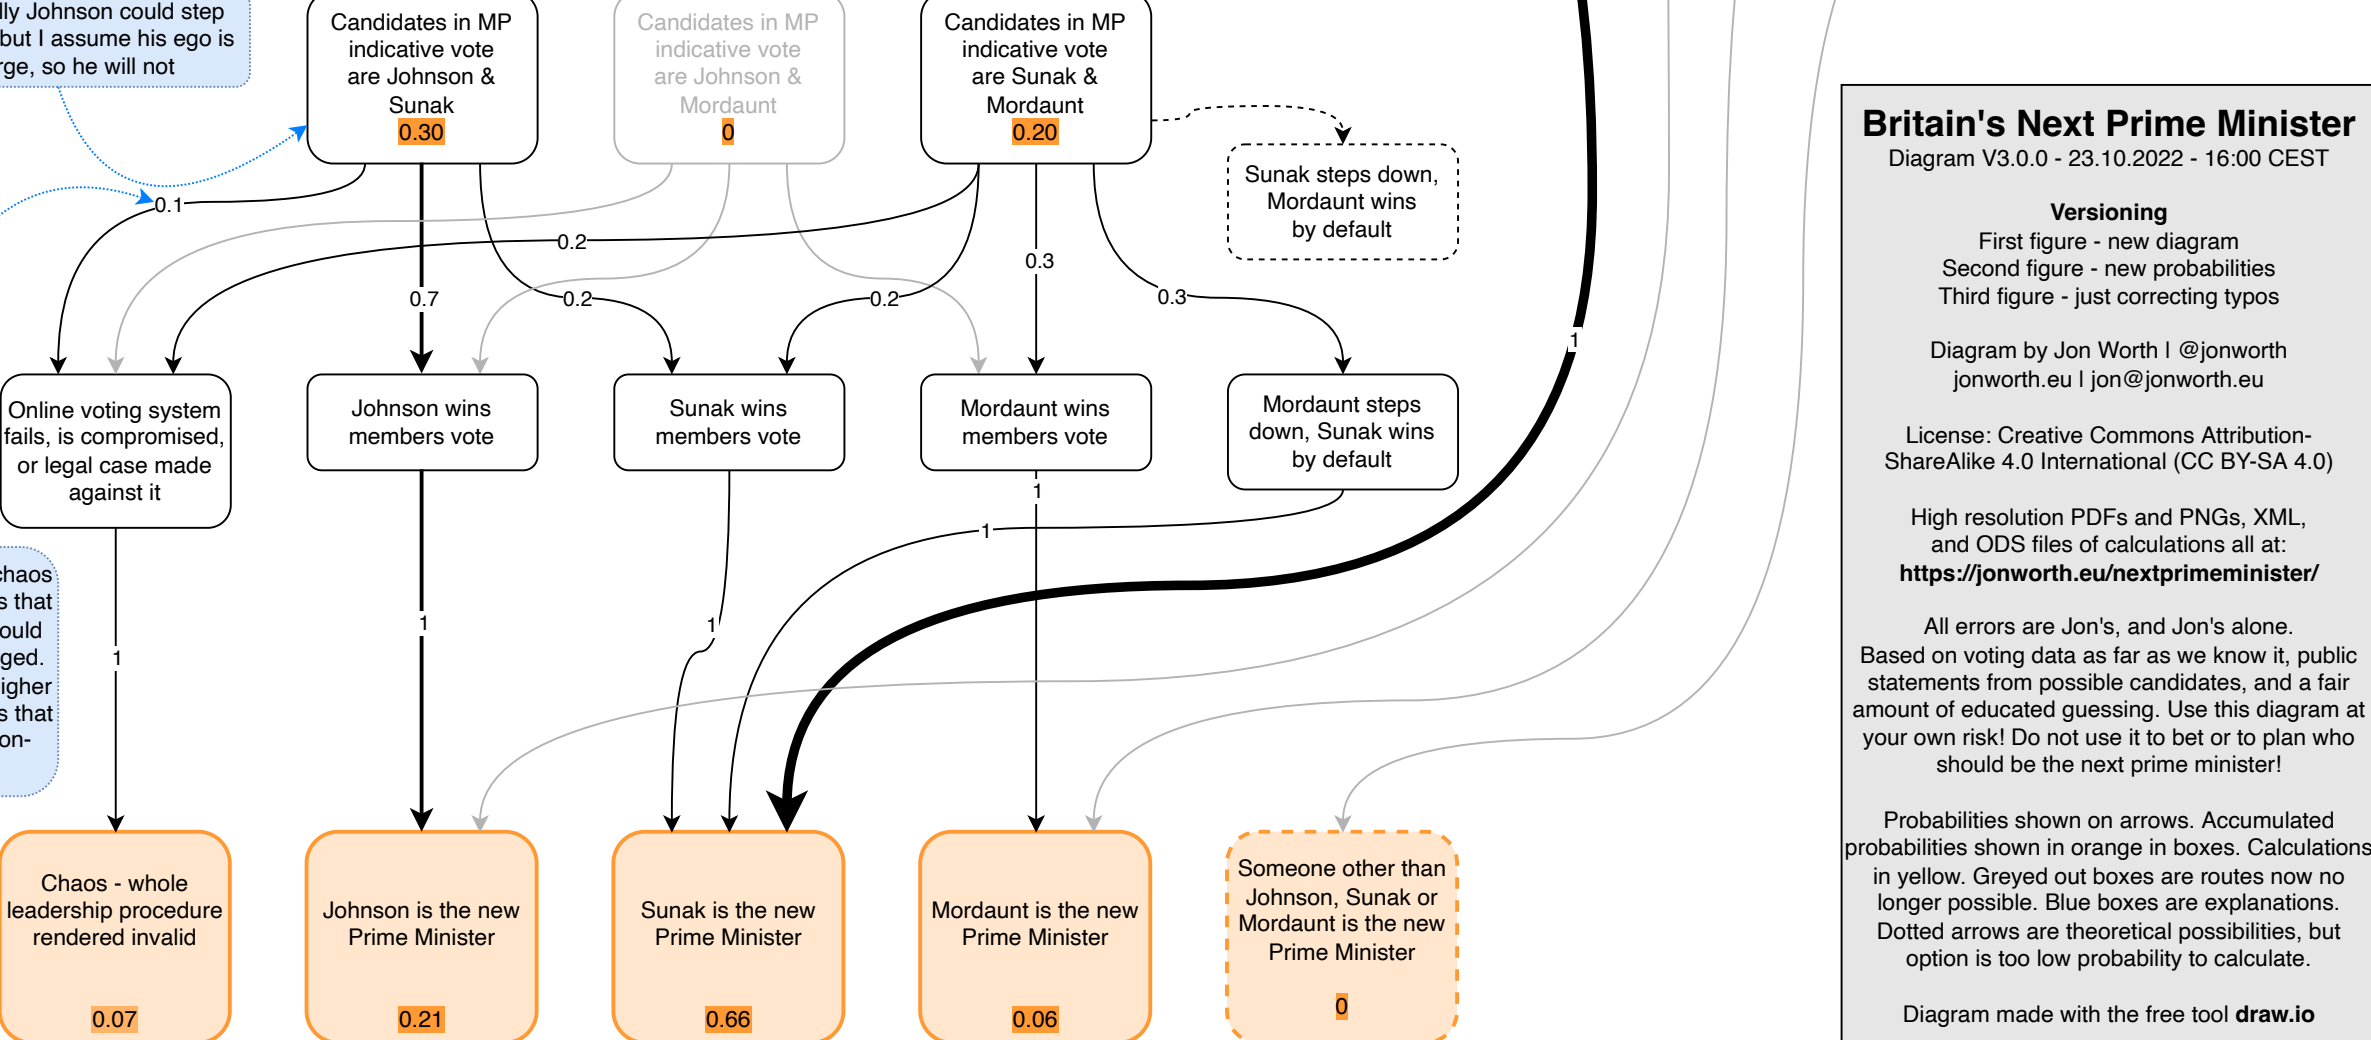 lly Johnson could step
but I assume his ego is
rge, so he will not
Candidates in MP
indicative vote
are Johnson &
Sunak
0.30
Candidates in MP
indicative vote
are Johnson &
Mordaunt
0
Candidates in MP
indicative vote
are Sunak &
Mordaunt
0.20
Sunak steps down,
Mordaunt wins
by default
0.1
0.2
0.3
0.7
0.2
0.2
0.3
1
Online voting system
fails, is compromised,
or legal case made
against it
Johnson wins
members vote
Sunak wins
members vote
Mordaunt wins
members vote
Mordaunt steps
down, Sunak wins
by default
1
1
1
1
1
chaos
s that
ould
ged.
igher
s that
on-
Chaos - whole
leadership procedure
rendered invalid
0.07
Johnson is the new
Prime Minister
0.21
Sunak is the new
Prime Minister
0.66
Mordaunt is the new
Prime Minister
0.06
Someone other than
Johnson, Sunak or
Mordaunt is the new
Prime Minister
0
Britain's Next Prime Minister
Diagram V3.0.0 - 23.10.2022 - 16:00 CEST
Versioning
First figure - new diagram
Second figure - new probabilities
Third figure - just correcting typos
Diagram by Jon Worth | @jonworth
jonworth.eu | jon@jonworth.eu
License: Creative Commons Attribution-
ShareAlike 4.0 International (CC BY-SA 4.0)
High resolution PDFs and PNGs, XML,
and ODS files of calculations all at:
https://jonworth.eu/nextprimeminister/
All errors are Jon's, and Jon's alone.
Based on voting data as far as we know it, public
statements from possible candidates, and a fair
amount of educated guessing. Use this diagram at
your own risk! Do not use it to bet or to plan who
should be the next prime minister!
Probabilities shown on arrows. Accumulated
probabilities shown in orange in boxes. Calculations
in yellow. Greyed out boxes are routes now no
longer possible. Blue boxes are explanations.
Dotted arrows are theoretical possibilities, but
option is too low probability to calculate.
Diagram made with the free tool draw.io